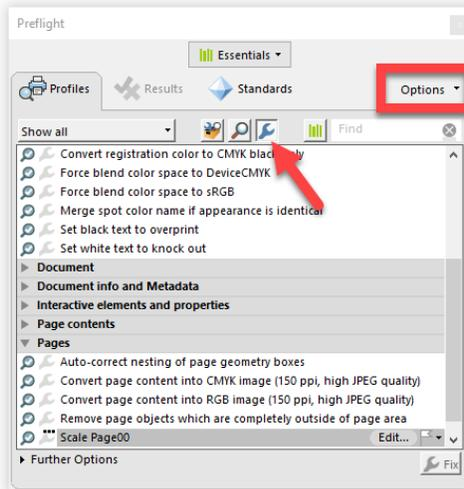 Preflight
Essentials
Profiles
Results
Standards
Options
Show all
Find
Convert registration color to CMYK black only
Force blend color space to DeviceCMYK
Force blend color space to sRGB
Merge spot color name if appearance is identical
Set black text to overprint
Set white text to knock out
Document
Document info and Metadata
Interactive elements and properties
Page contents
Pages
Auto-correct nesting of page geometry boxes
Convert page content into CMYK image (150 ppi, high JPEG quality)
Convert page content into RGB image (150 ppi, high JPEG quality)
Remove page objects which are completely outside of page area
Scale Page00 Edit...
Further Options
Fix